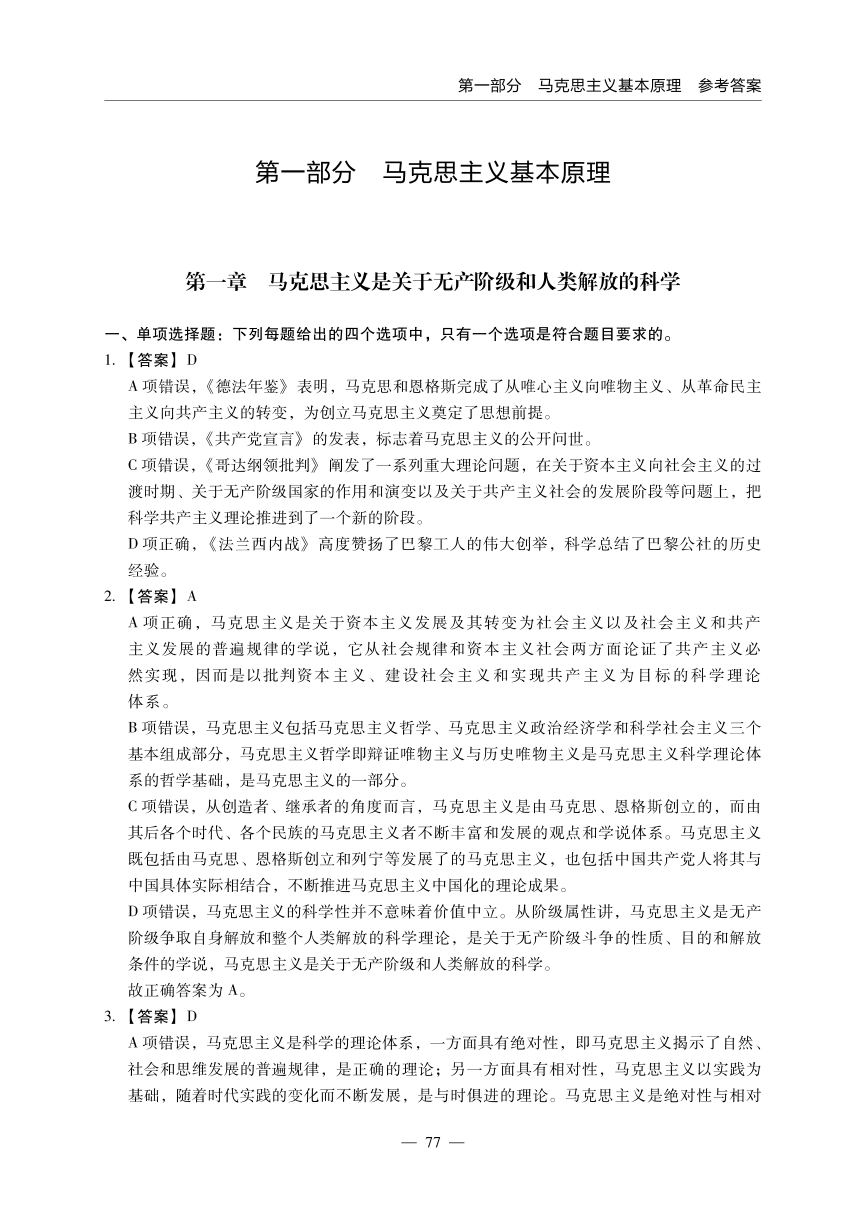 第一部分　马克思主义基本原理　参考答案
第一部分　马克思主义基本原理
第一章　马克思主义是关于无产阶级和人类解放的科学
一、单项选择题：下列每题给出的四个选项中，只有一个选项是符合题目要求的。
1. 【答案】D
A 项错误，《德法年鉴》表明，马克思和恩格斯完成了从唯心主义向唯物主义、从革命民主
主义向共产主义的转变，为创立马克思主义奠定了思想前提。
B 项错误，《共产党宣言》的发表，标志着马克思主义的公开问世。
C 项错误，《哥达纲领批判》阐发了一系列重大理论问题，在关于资本主义向社会主义的过
渡时期、关于无产阶级国家的作用和演变以及关于共产主义社会的发展阶段等问题上，把
科学共产主义理论推进到了一个新的阶段。
D 项正确，《法兰西内战》高度赞扬了巴黎工人的伟大创举，科学总结了巴黎公社的历史
经验。
2. 【答案】A
A 项正确，马克思主义是关于资本主义发展及其转变为社会主义以及社会主义和共产
主义发展的普遍规律的学说，它从社会规律和资本主义社会两方面论证了共产主义必
然实现，因而是以批判资本主义、建设社会主义和实现共产主义为目标的科学理论
体系。
B 项错误，马克思主义包括马克思主义哲学、马克思主义政治经济学和科学社会主义三个
基本组成部分，马克思主义哲学即辩证唯物主义与历史唯物主义是马克思主义科学理论体
系的哲学基础，是马克思主义的一部分。
C 项错误，从创造者、继承者的角度而言，马克思主义是由马克思、恩格斯创立的，而由
其后各个时代、各个民族的马克思主义者不断丰富和发展的观点和学说体系。马克思主义
既包括由马克思、恩格斯创立和列宁等发展了的马克思主义，也包括中国共产党人将其与
中国具体实际相结合，不断推进马克思主义中国化的理论成果。
D 项错误，马克思主义的科学性并不意味着价值中立。从阶级属性讲，马克思主义是无产
阶级争取自身解放和整个人类解放的科学理论，是关于无产阶级斗争的性质、目的和解放
条件的学说，马克思主义是关于无产阶级和人类解放的科学。
故正确答案为 A。
3. 【答案】D
A 项错误，马克思主义是科学的理论体系，一方面具有绝对性，即马克思主义揭示了自然、
社会和思维发展的普遍规律，是正确的理论；另一方面具有相对性，马克思主义以实践为
基础，随着时代实践的变化而不断发展，是与时俱进的理论。马克思主义是绝对性与相对
— 77 —